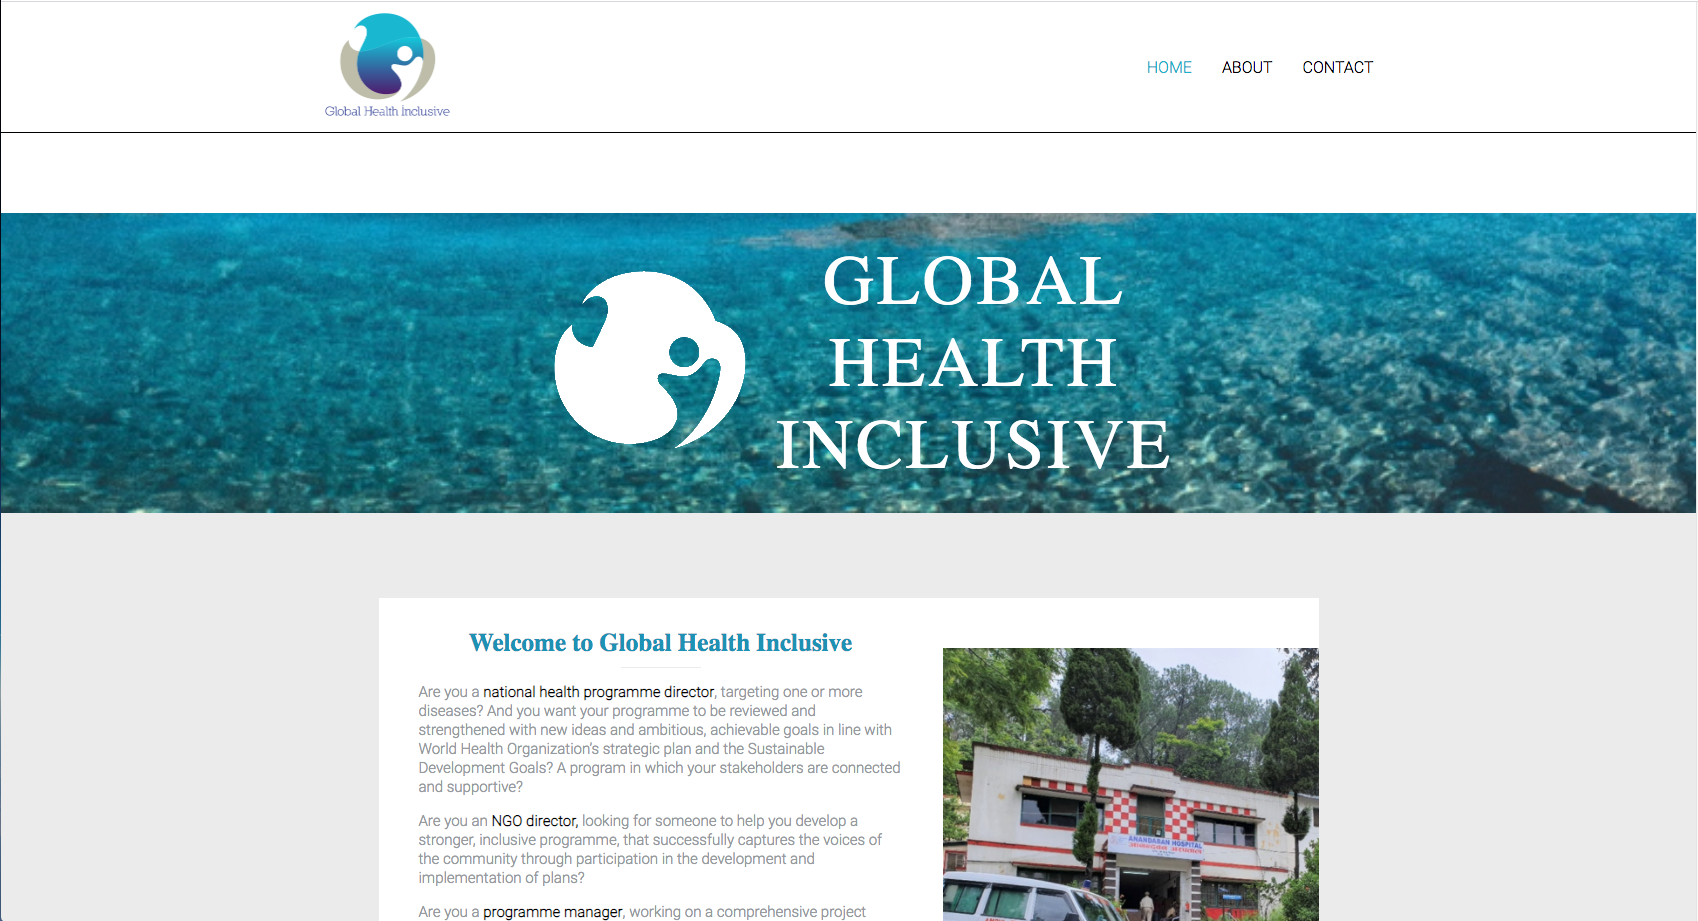 Global Health Inclusive
HOME ABOUT CONTACT
GLOBAL
HEALTH
INCLUSIVE
Welcome to Global Health Inclusive
Are you a national health programme director, targeting one or more
diseases? And you want your programme to be reviewed and
strengthened with new ideas and ambitious, achievable goals in line with
World Health Organization's strategic plan and the Sustainable
Development Goals? A program in which your stakeholders are connected
and supportive?
Are you an NGO director, looking for someone to help you develop a
stronger, inclusive programme, that successfully captures the voices of
the community through participation in the development and
implementation of plans?
Are you a programme manager, working on a comprehensive project
ANANDABAN HOSPITAL